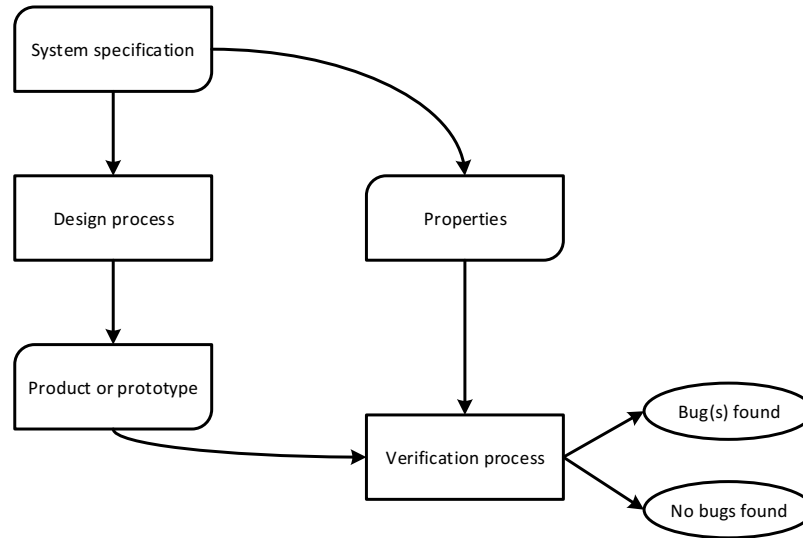 System specification
Design process
Properties
Product or prototype
Verification process
Bug(s) found
No bugs found